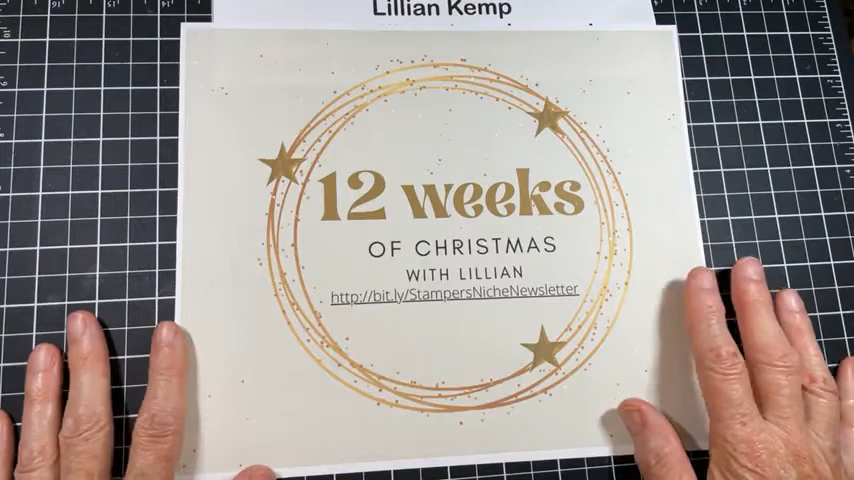 Lillian Kemp
12 weeks
OF CHRISTMAS
WITH LILLIAN
http://bit.ly/StampersNicheNewsletter